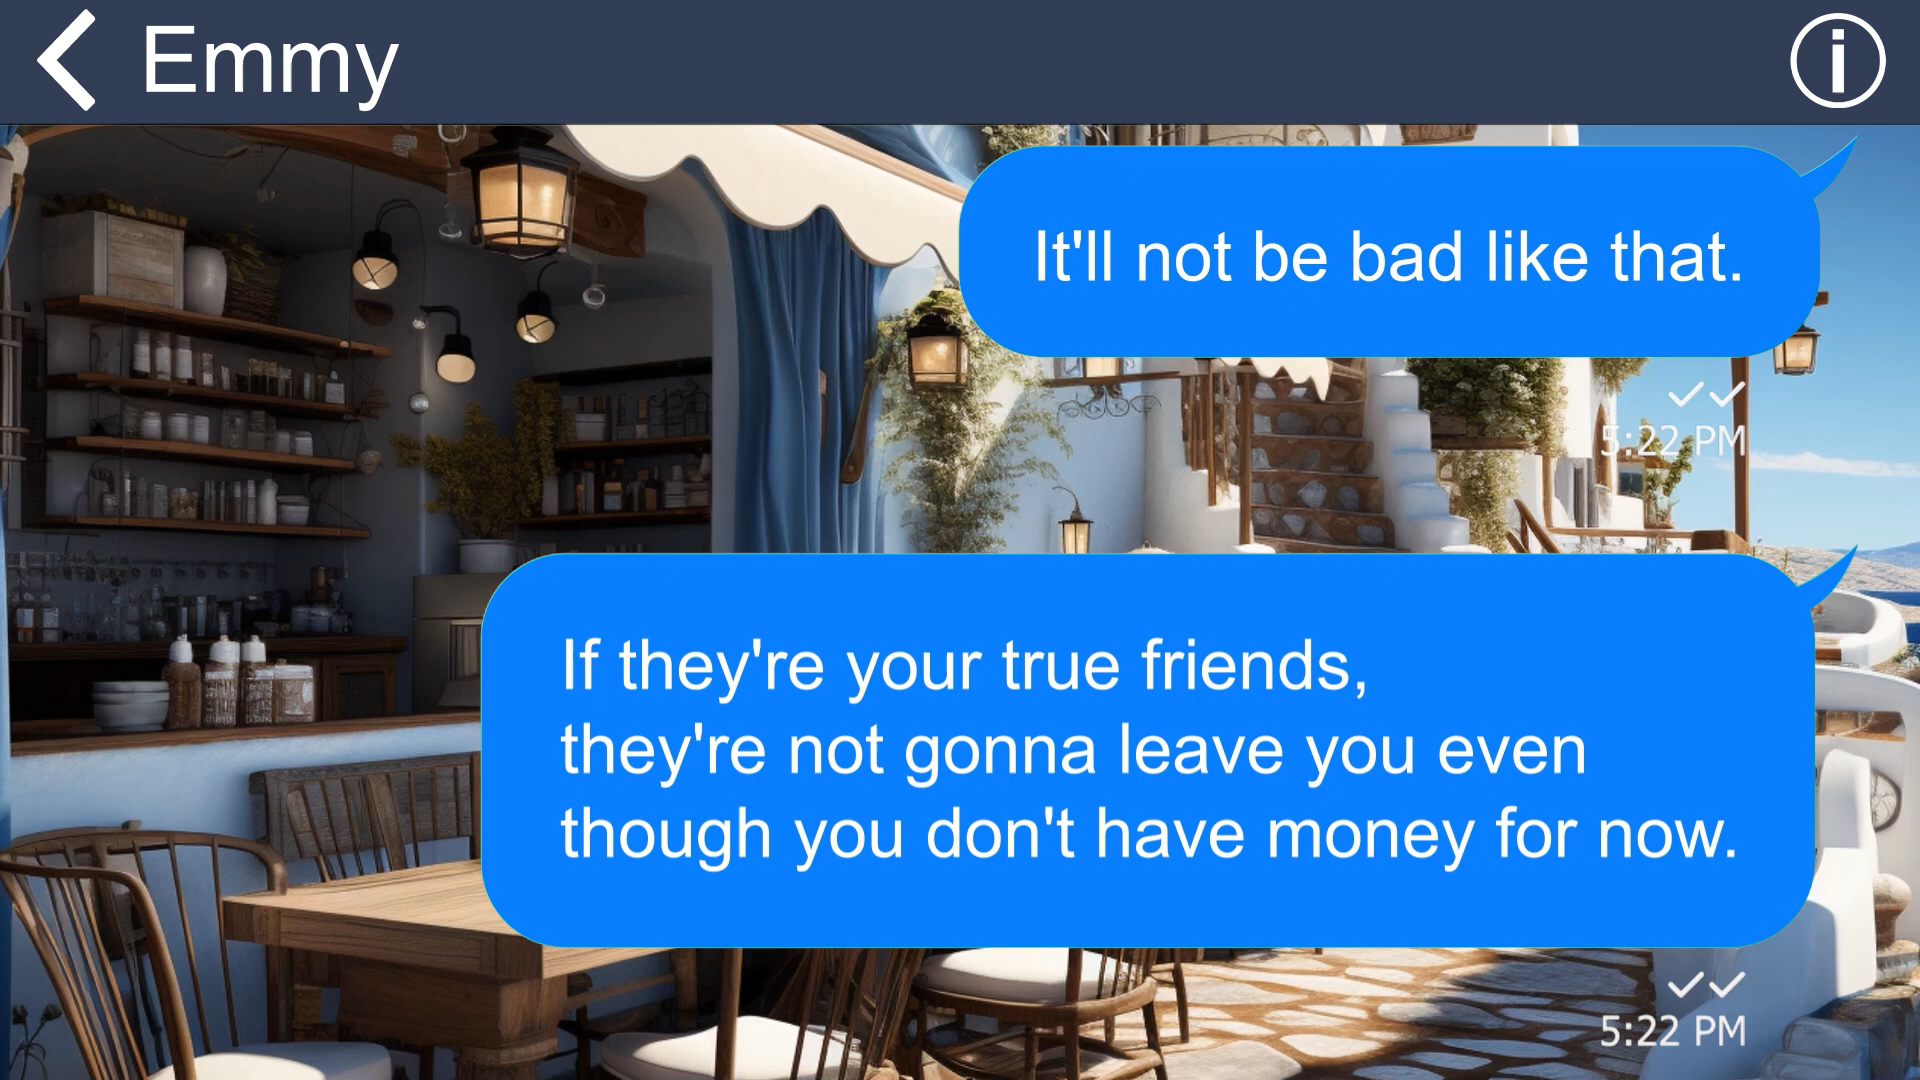 Emmy
It'll not be bad like that.
5:22 PM
If they're your true friends,
they're not gonna leave you even
though you don't have money for now.
5:22 PM